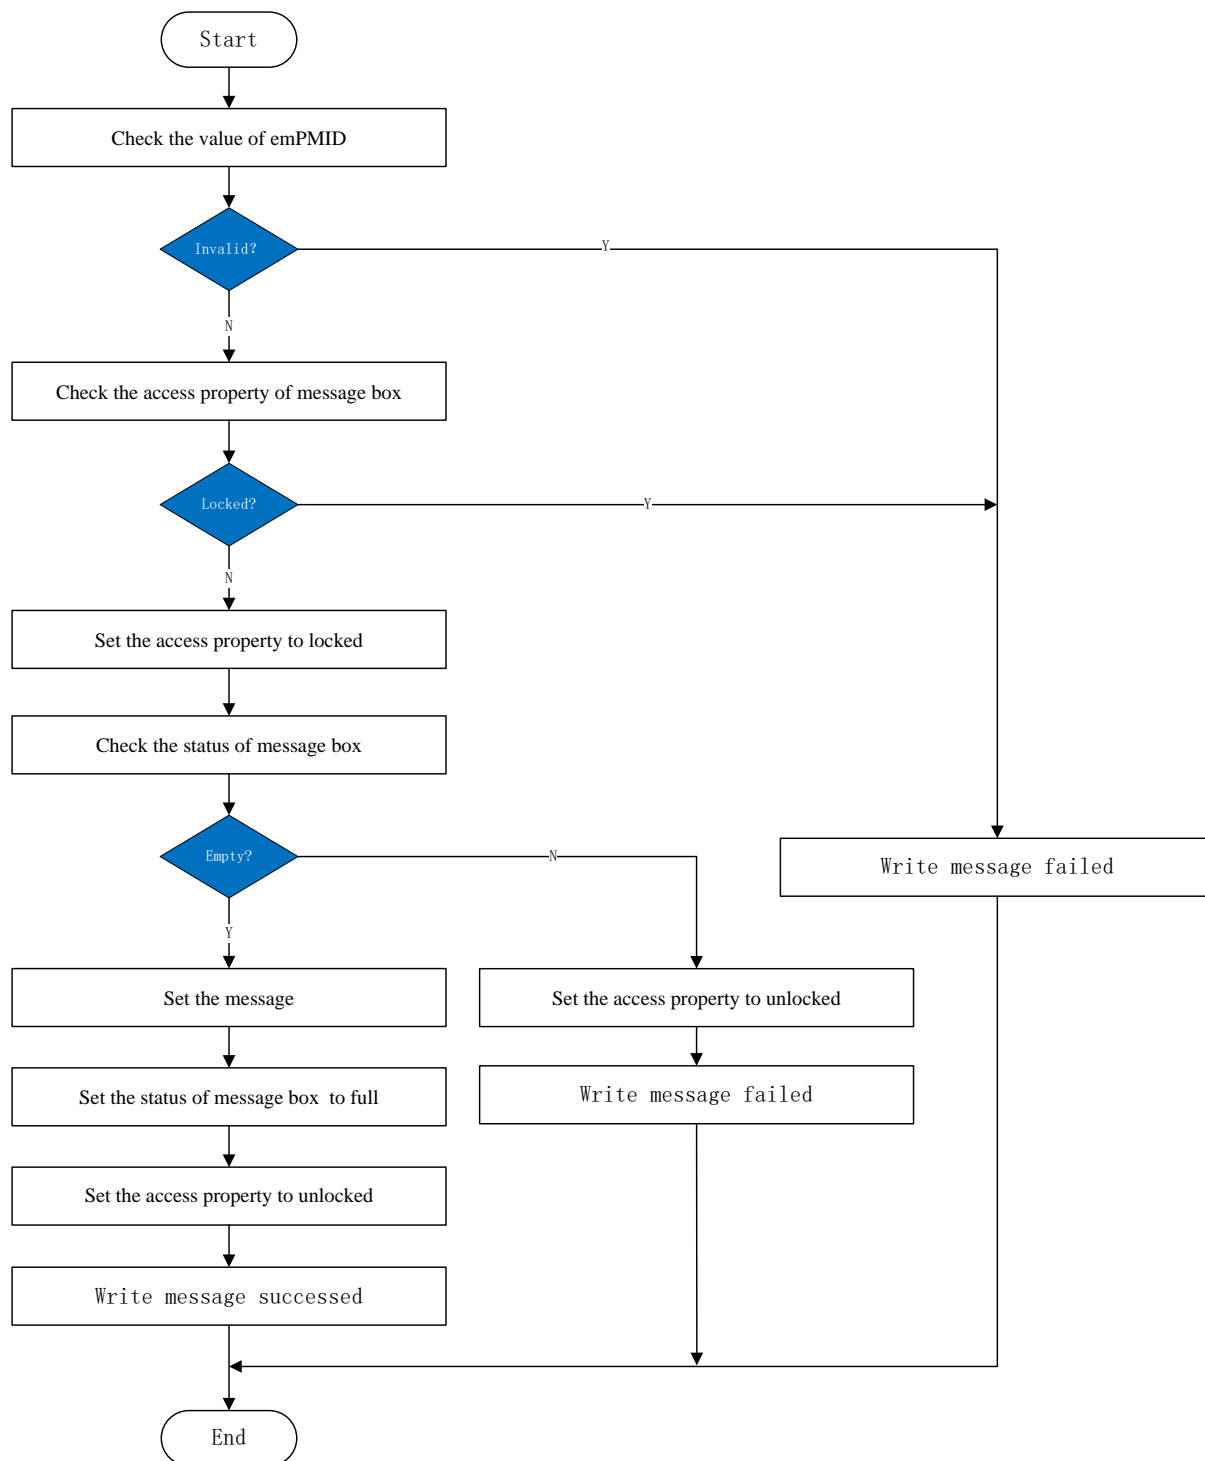 Start
Check the value of emPMID
Invalid?
Y
N
Check the access property of message box
Locked?
Y
N
Set the access property to locked
Check the status of message box
Empty?
N
Write message failed
Y
Set the message
Set the access property to unlocked
Set the status of message box to full
Write message failed
Set the access property to unlocked
Write message successed
End